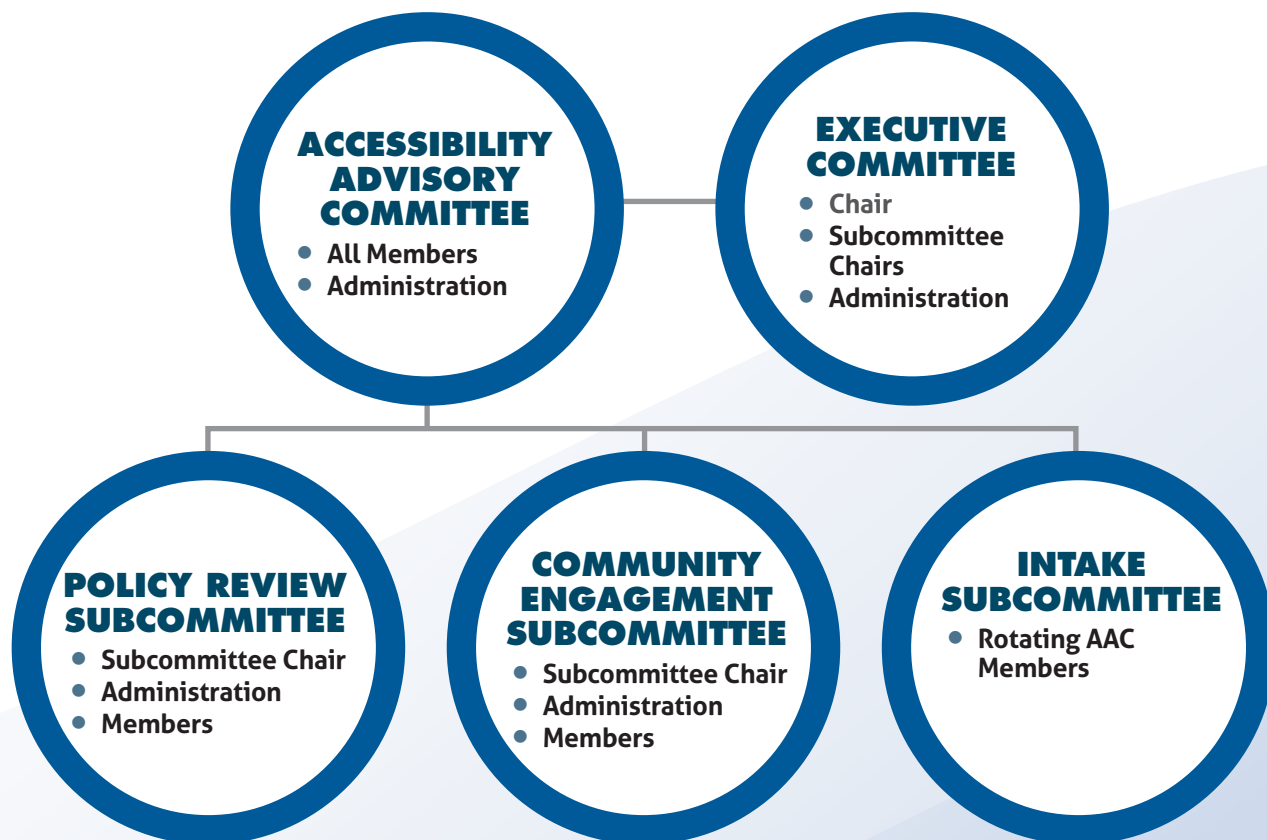 ACCESSIBILITY
ADVISORY
COMMITTEE
• All Members
• Administration
EXECUTIVE
COMMITTEE
• Chair
• Subcommittee
Chairs
• Administration
POLICY REVIEW
SUBCOMMITTEE
• Subcommittee Chair
• Administration
• Members
COMMUNITY
ENGAGEMENT
SUBCOMMITTEE
• Subcommittee Chair
• Administration
• Members
INTAKE
SUBCOMMITTEE
• Rotating AAC
Members